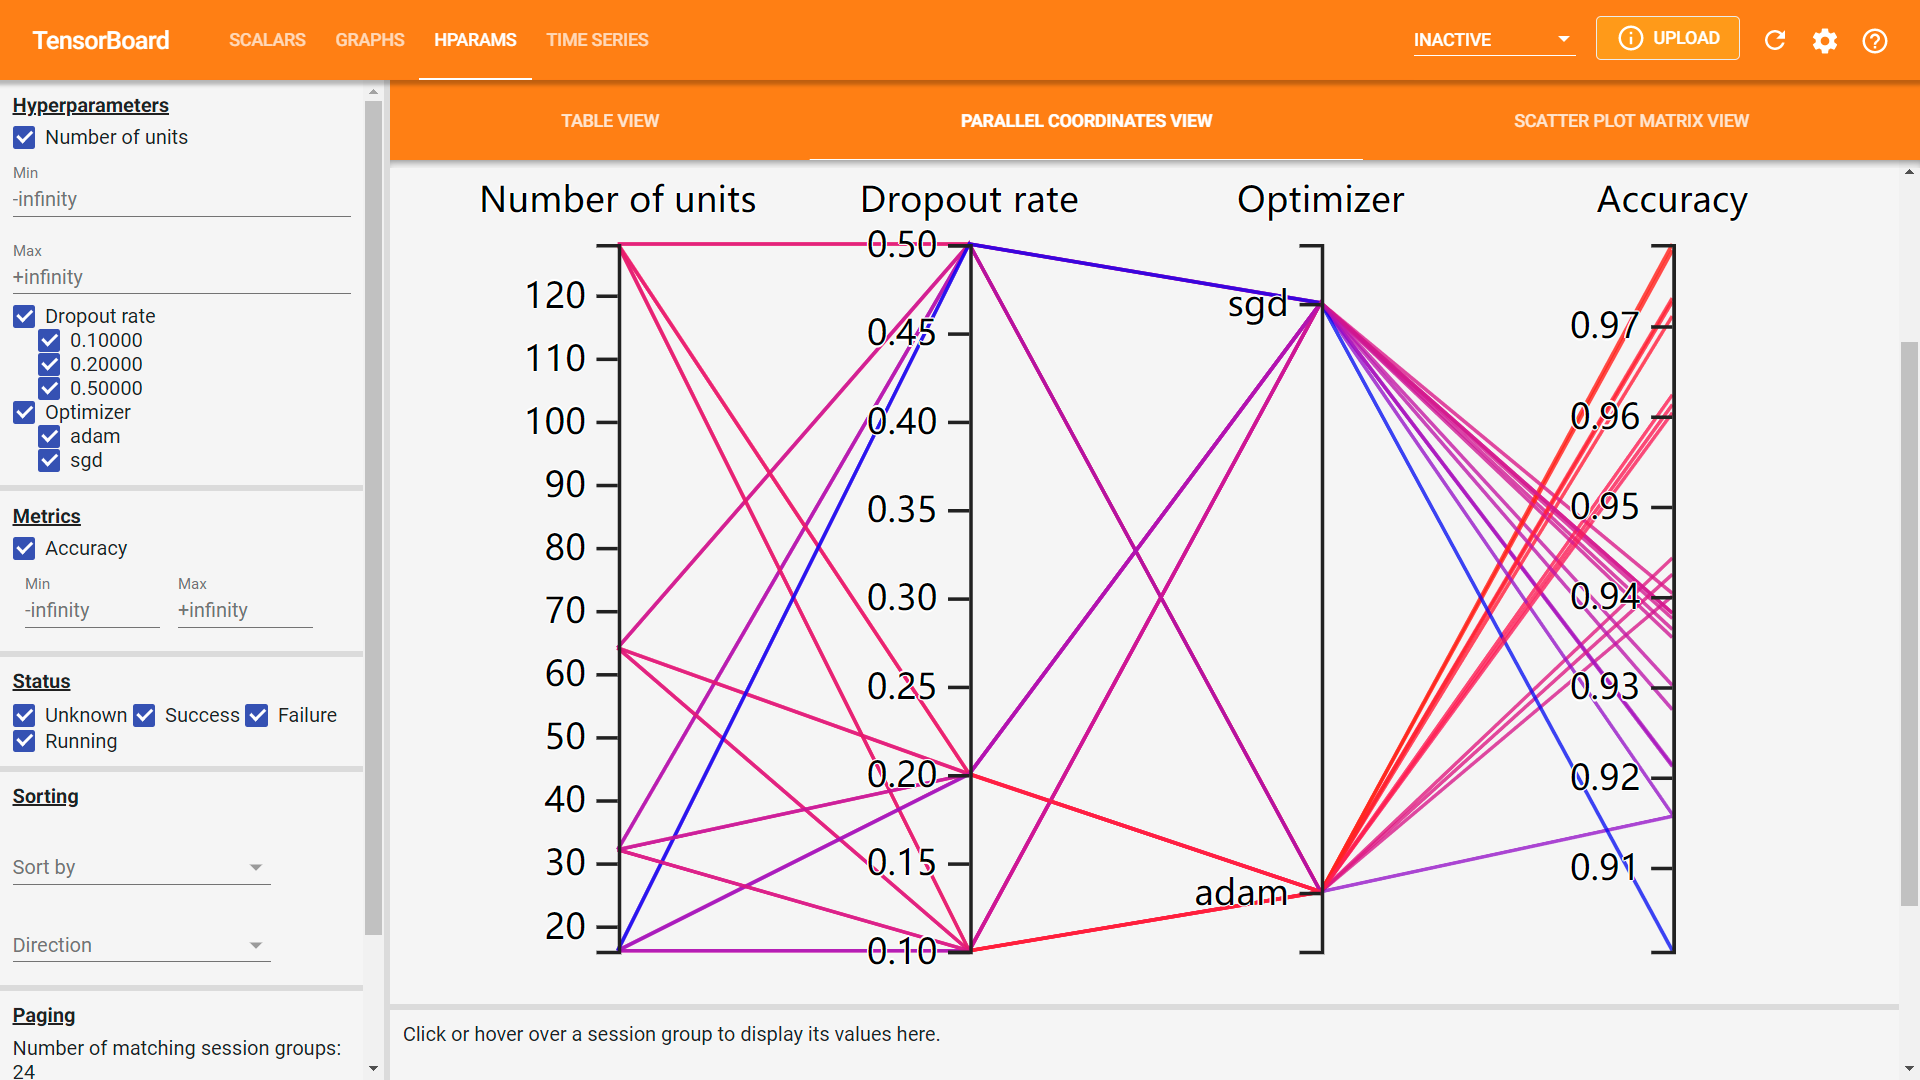 TensorBoard SCALARS GRAPHS HPARAMS TIME SERIES INACTIVE UPLOAD
Hyperparameters
Number of units
Min
-infinity
Max
+infinity
Dropout rate
0.10000
0.20000
0.50000
Optimizer
adam
sgd
Metrics
Accuracy
Min Max
-infinity +infinity
Status
Unknown Success Failure
Running
Sorting
Sort by
Direction
Paging
Number of matching session groups:
24
TABLE VIEW PARALLEL COORDINATES VIEW SCATTER PLOT MATRIX VIEW
Number of units Dropout rate Optimizer Accuracy
120
110
100
90
80
70
60
50
40
30
20
0.50
0.45
0.40
0.35
0.30
0.25
0.20
0.15
0.10
sgd
adam
0.97
0.96
0.95
0.94
0.93
0.92
0.91
Click or hover over a session group to display its values here.